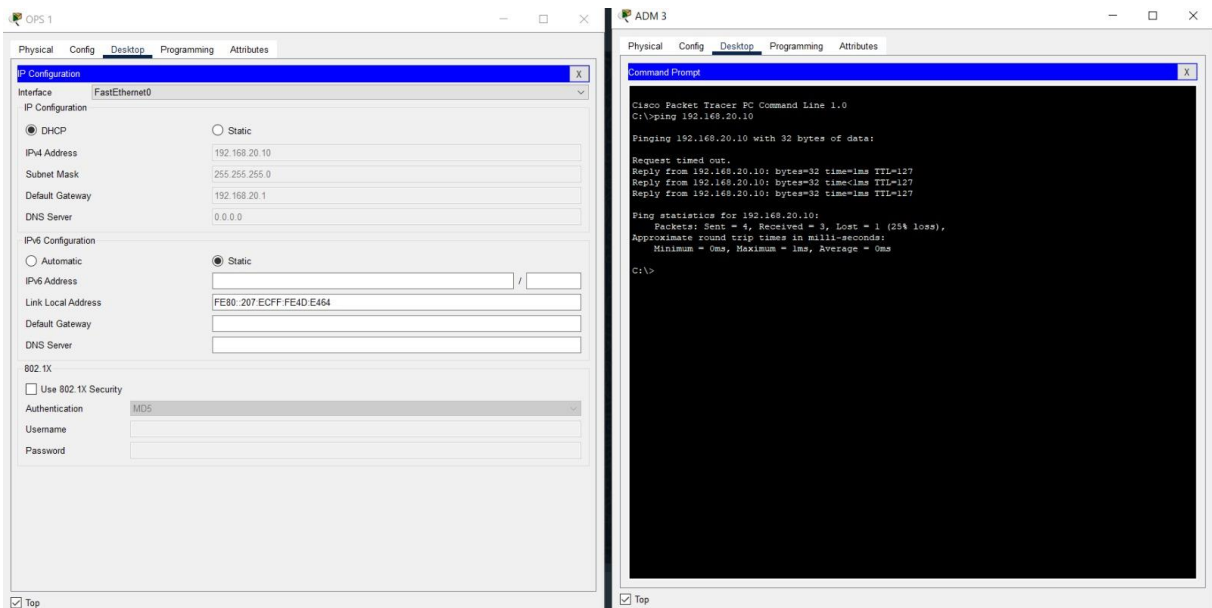 OPS 1
Physical Config Desktop Programming Attributes
IP Configuration X
Interface FastEthernet0
IP Configuration
DHCP Static
IPv4 Address 192.168.20.10
Subnet Mask 255.255.255.0
Default Gateway 192.168.20.1
DNS Server 0.0.0.0
IPv6 Configuration
Automatic Static
IPv6 Address /
Link Local Address FE80::207:ECFF:FE4D:E464
Default Gateway
DNS Server
802.1X
Use 802.1X Security
Authentication MD5
Username
Password
Top
ADM 3
Physical Config Desktop Programming Attributes
Command Prompt X
Cisco Packet Tracer PC Command Line 1.0
C:\>ping 192.168.20.10
Pinging 192.168.20.10 with 32 bytes of data:
Request timed out.
Reply from 192.168.20.10: bytes=32 time=1ms TTL=127
Reply from 192.168.20.10: bytes=32 time<1ms TTL=127
Reply from 192.168.20.10: bytes=32 time=1ms TTL=127
Ping statistics for 192.168.20.10:
Packets: Sent = 4, Received = 3, Lost = 1 (25% loss),
Approximate round trip times in milli-seconds:
Minimum = 0ms, Maximum = 1ms, Average = 0ms
C:\>
Top